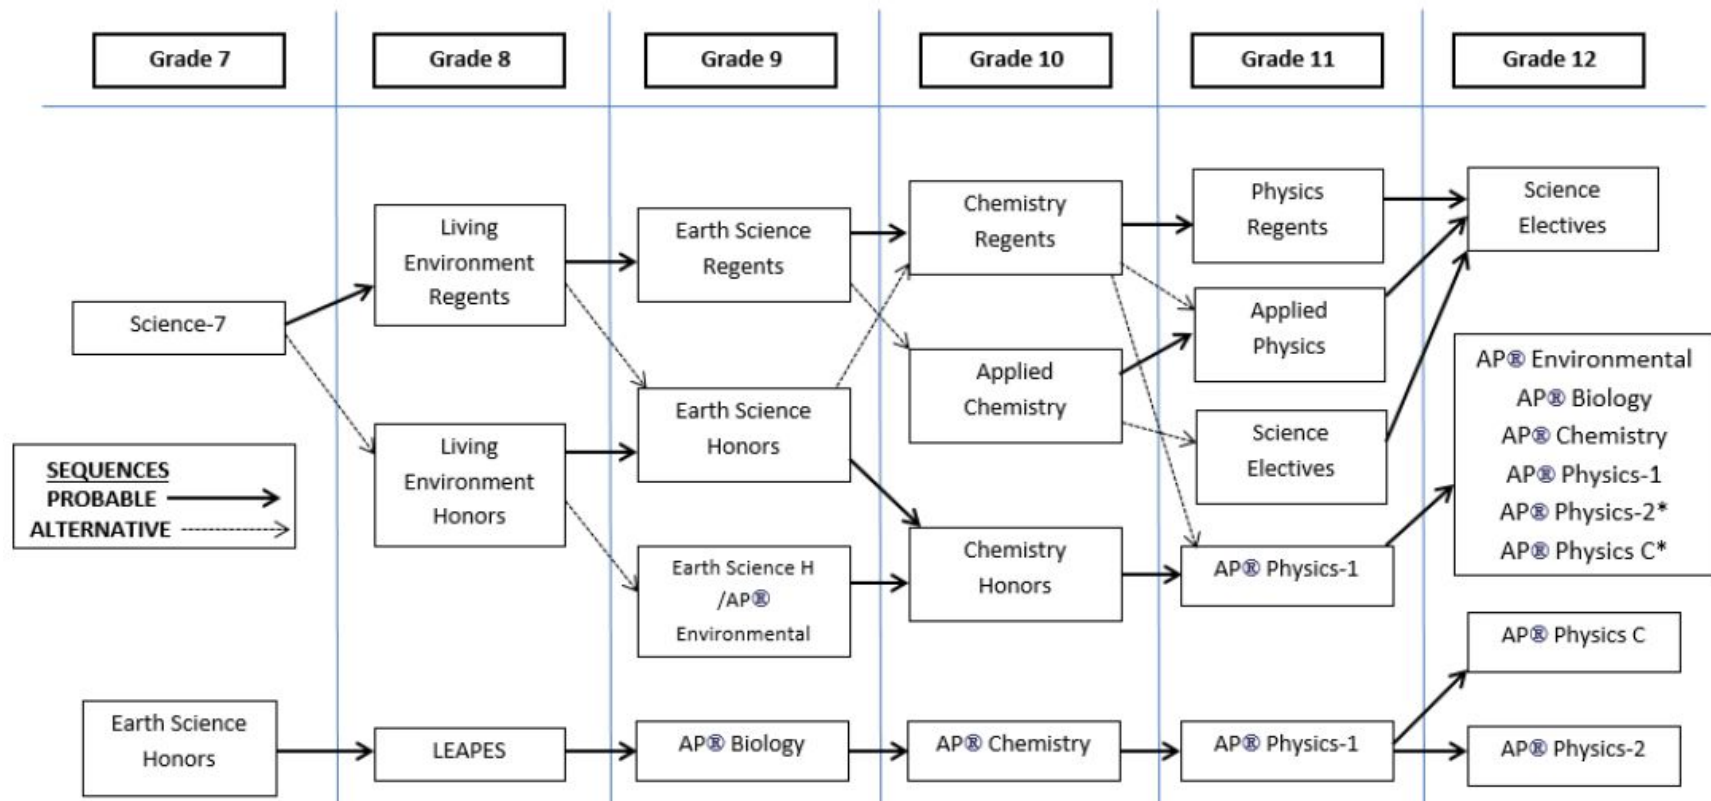 Grade 7
Grade 8
Grade 9
Grade 10
Grade 11
Grade 12
Science-7
SEQUENCES
PROBABLE
ALTERNATIVE
Earth Science
Honors
Living
Environment
Regents
Living
Environment
Honors
LEAPES
Earth Science
Regents
Earth Science
Honors
Earth Science H
/AP®
Environmental
AP® Biology
Chemistry
Regents
Applied
Chemistry
Chemistry
Honors
AP® Chemistry
Physics
Regents
Applied
Physics
Science
Electives
AP® Physics-1
AP® Physics-1
Science
Electives
AP® Environmental
AP® Biology
AP® Chemistry
AP® Physics-1
AP® Physics-2*
AP® Physics C*
AP® Physics C
AP® Physics-2